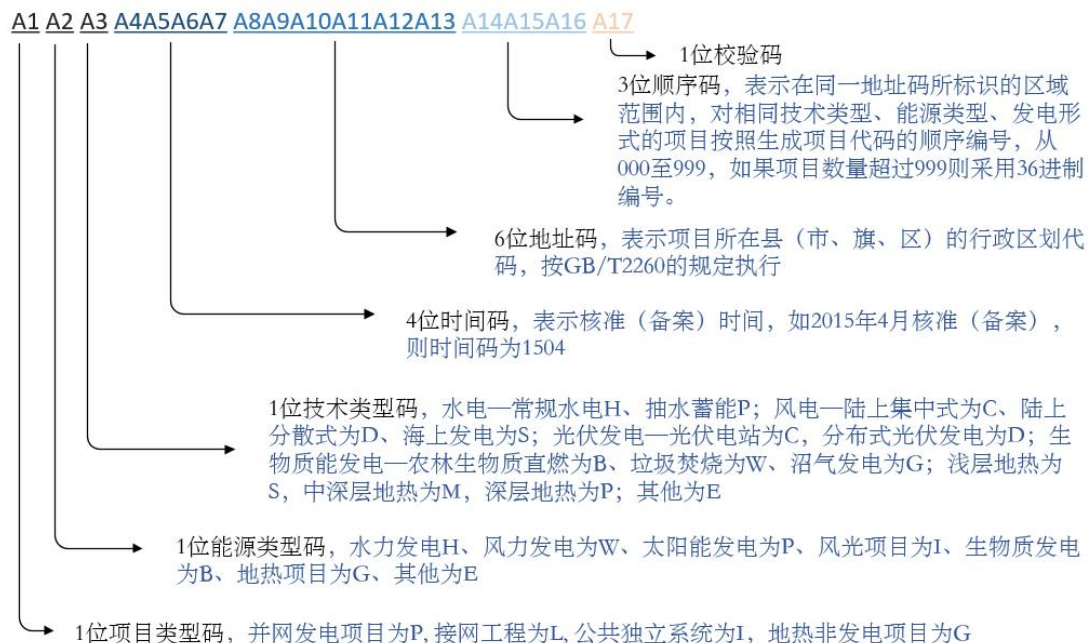 A1 A2 A3 A4A5A6A7 A8A9A10A11A12A13 A14A15A16 A17
1位校验码
3位顺序码，表示在同一地址码所标识的区域
范围内，对相同技术类型、能源类型、发电形
式的项目按照生成项目代码的顺序编号，从
000至999，如果项目数量超过999则采用36进制
编号。
6位地址码，表示项目所在县（市、旗、区）的行政区划代
码，按GB/T2260的规定执行
4位时间码，表示核准（备案）时间，如2015年4月核准（备案），
则时间码为1504
1位技术类型码，水电—常规水电H、抽水蓄能P；风电—陆上集中式为C、陆上
分散式为D、海上发电为S；光伏发电—光伏电站为C，分布式光伏发电为D；生
物质能发电—农林生物质直燃为B、垃圾焚烧为W、沼气发电为G；浅层地热为
S，中深层地热为M，深层地热为P；其他为E
1位能源类型码，水力发电H、风力发电为W、太阳能发电为P、风光项目为I、生物质发电
为B、地热项目为G、其他为E
1位项目类型码，并网发电项目为P, 接网工程为L, 公共独立系统为I，地热非发电项目为G